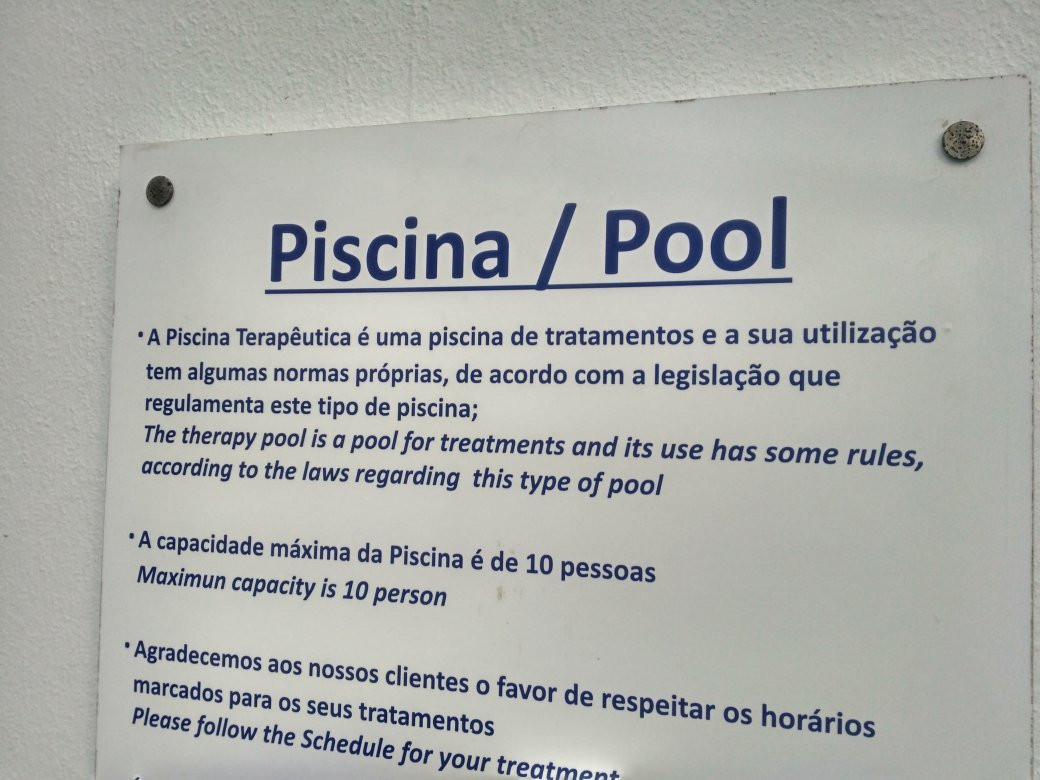 Piscina / Pool
• A Piscina Terapêutica é uma piscina de tratamentos e a sua utilização
tem algumas normas próprias, de acordo com a legislação que
regulamenta este tipo de piscina;
The therapy pool is a pool for treatments and its use has some rules,
according to the laws regarding this type of pool
• A capacidade máxima da Piscina é de 10 pessoas
Maximun capacity is 10 person
• Agradecemos aos nossos clientes o favor de respeitar os horários
marcados para os seus tratamentos
Please follow the Schedule for your treatment